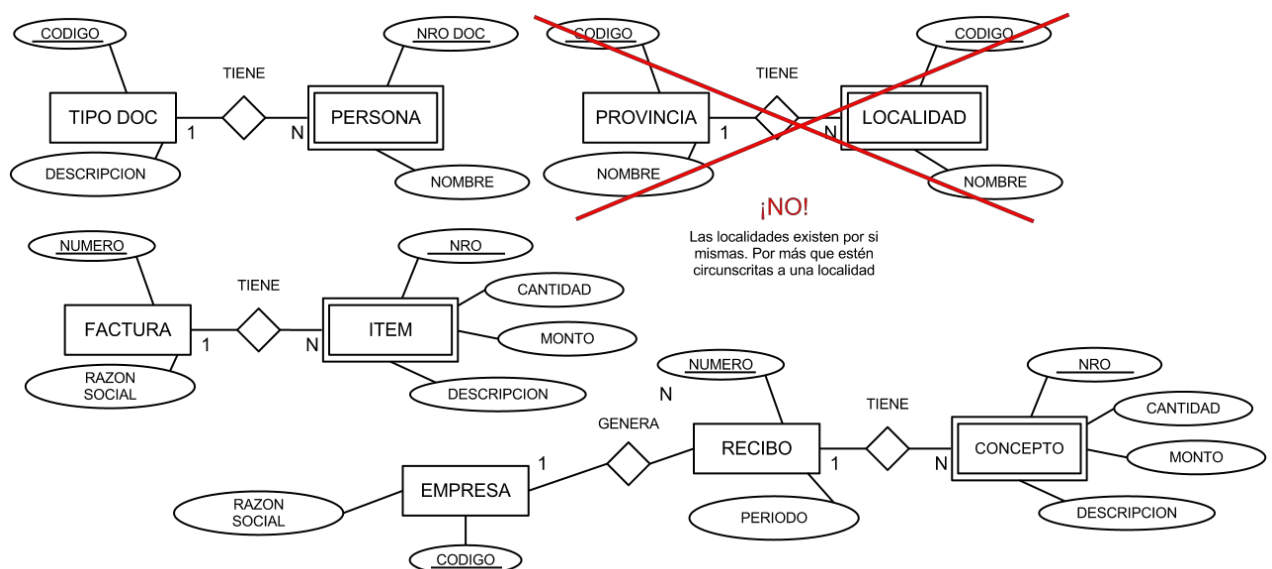 CODIGO
NRO DOC
TIENE
TIPO DOC
1
N
PERSONA
DESCRIPCION
NOMBRE
CODIGO
CODIGO
TIENE
PROVINCIA
1
N
LOCALIDAD
NOMBRE
NOMBRE
¡NO!
Las localidades existen por si
mismas. Por más que estén
circunscritas a una localidad
NUMERO
NRO
TIENE
CANTIDAD
FACTURA
1
N
ITEM
MONTO
RAZON
SOCIAL
DESCRIPCION
NUMERO
N
NRO
GENERA
TIENE
CANTIDAD
RECIBO
1
N
CONCEPTO
MONTO
1
EMPRESA
RAZON
SOCIAL
PERIODO
DESCRIPCION
CODIGO